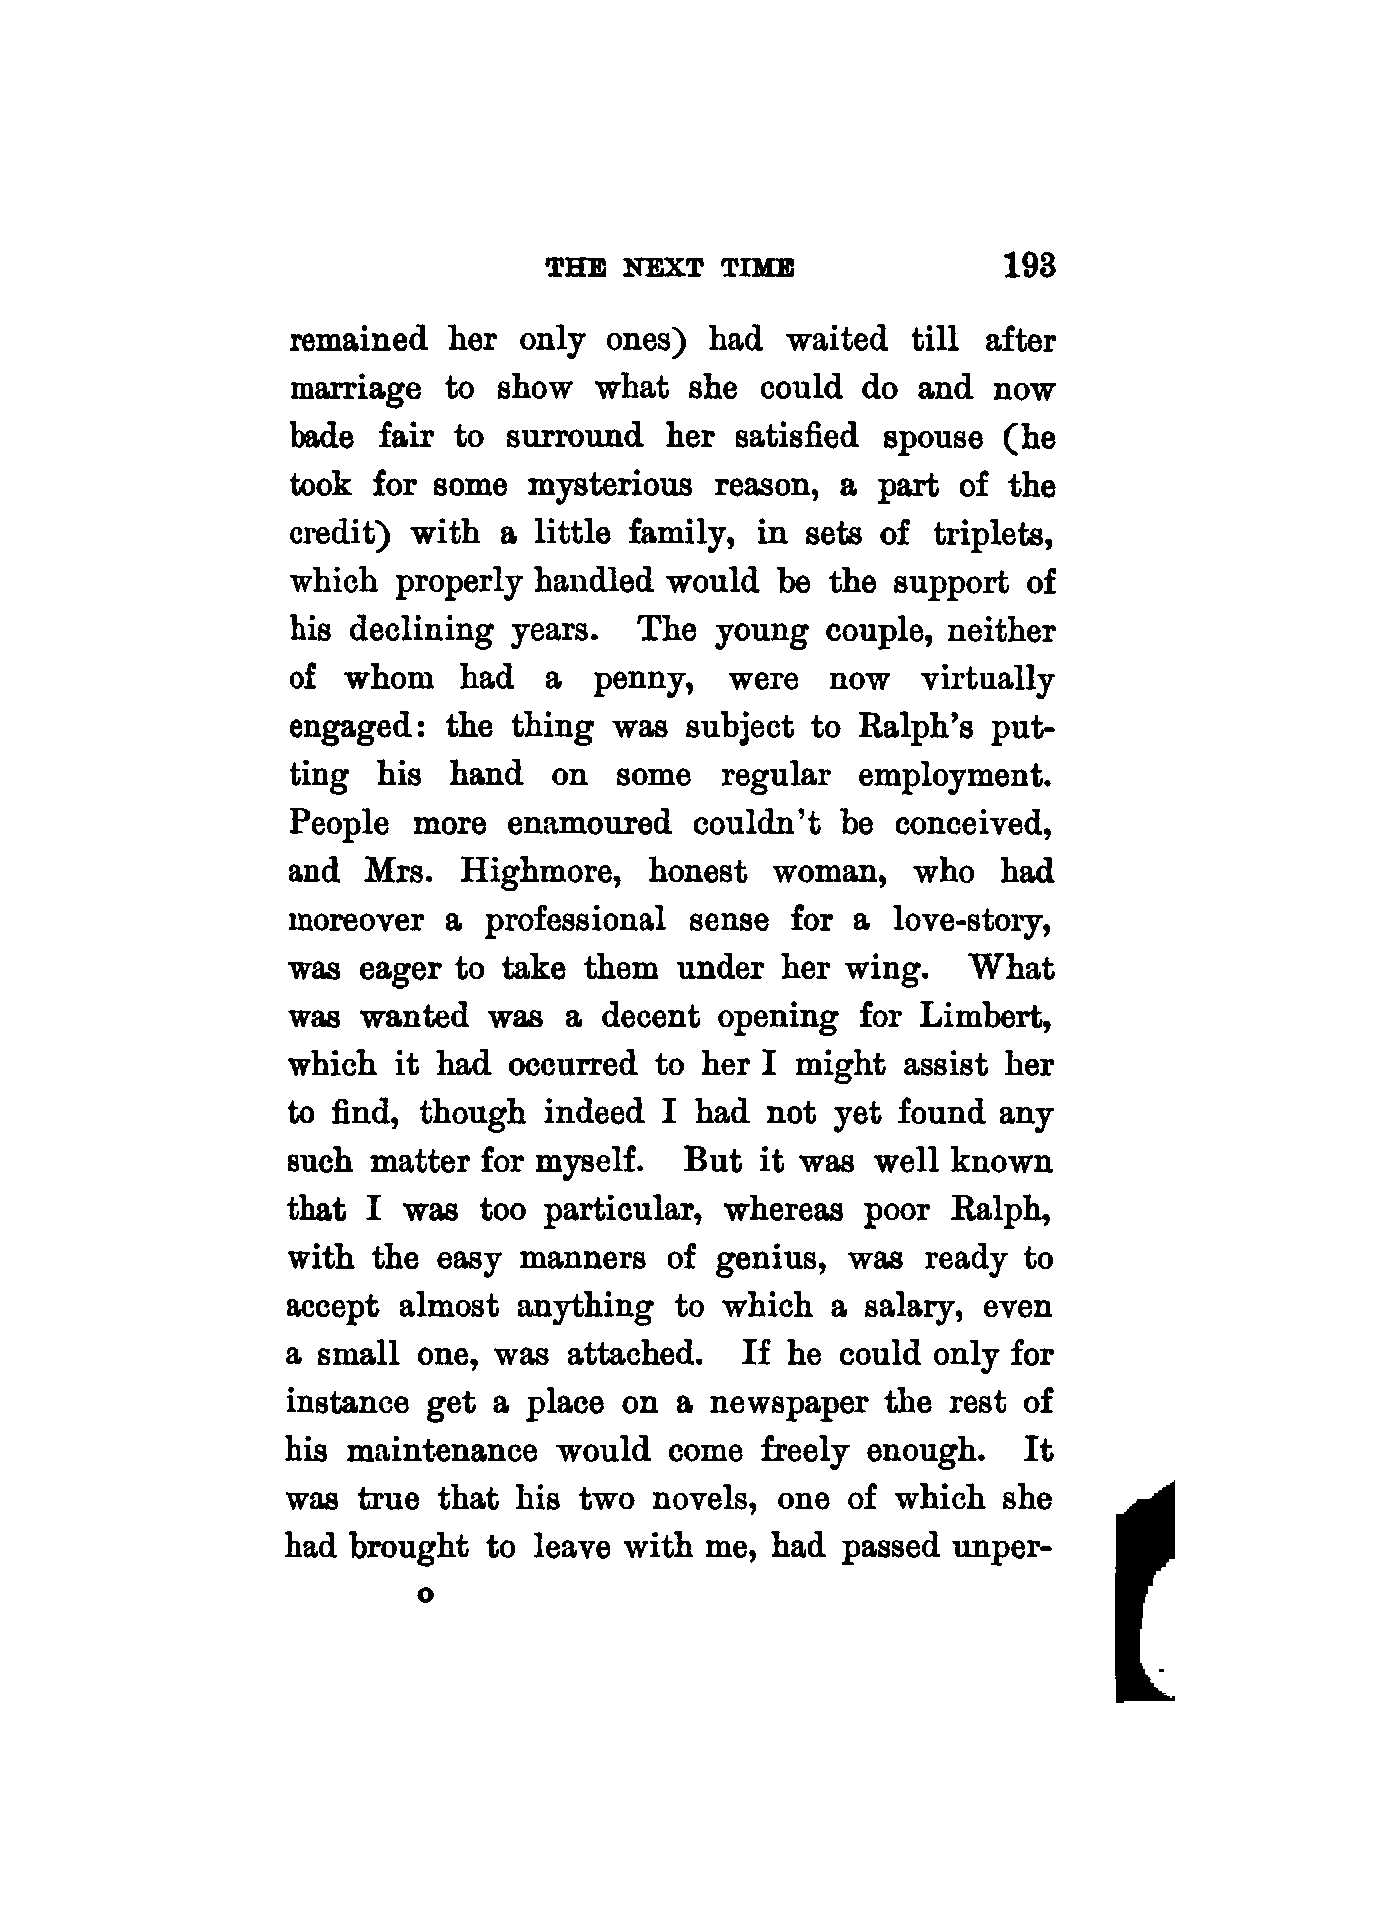 THE NEXT TIME 193
remained her only ones) had waited till after
marriage to show what she could do and now
bade fair to surround her satisfied spouse (he
took for some mysterious reason, a part of the
credit) with a little family, in sets of triplets,
which properly handled would be the support of
his declining years. The young couple, neither
of whom had a penny, were now virtually
engaged: the thing was subject to Ralph's put-
ting his hand on some regular employment.
People more enamoured couldn't be conceived,
and Mrs. Highmore, honest woman, who had
moreover a professional sense for a love-story,
was eager to take them under her wing. What
was wanted was a decent opening for Limbert,
which it had occurred to her I might assist her
to find, though indeed I had not yet found any
such matter for myself. But it was well known
that I was too particular, whereas poor Ralph,
with the easy manners of genius, was ready to
accept almost anything to which a salary, even
a small one, was attached. If he could only for
instance get a place on a newspaper the rest of
his maintenance would come freely enough. It
was true that his two novels, one of which she
had brought to leave with me, had passed unper-
o